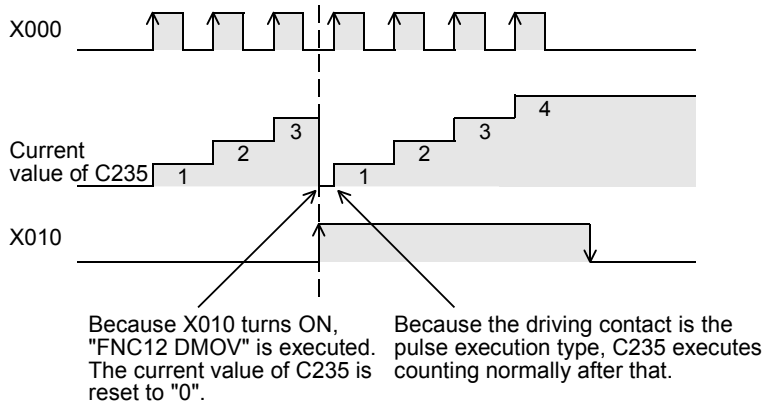 X000
Current
value of C235
1
2
3
1
2
3
4
X010
Because X010 turns ON,
"FNC12 DMOV" is executed.
The current value of C235 is
reset to "0".
Because the driving contact is the
pulse execution type, C235 executes
counting normally after that.